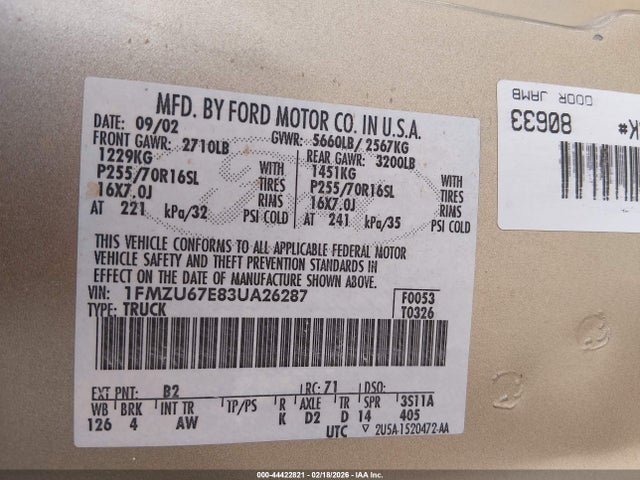 MFD. BY FORD MOTOR CO. IN U.S.A.
DATE: 09/02 GVWR: 5660LB/ 2567KG
FRONT GAWR: 2710LB REAR GAWR: 3200LB
1229KG WITH 1451KG WITH
P255/70R16SL TIRES P255/70R16SL TIRES
16X7.0J RIMS 16X7.0J RIMS
AT 221 kPa/32 PSI COLD AT 241 kPa/35 PSI COLD
THIS VEHICLE CONFORMS TO ALL APPLICABLE FEDERAL MOTOR
VEHICLE SAFETY AND THEFT PREVENTION STANDARDS IN
EFFECT ON THE DATE OF MANUFACTURE SHOWN ABOVE.
VIN: 1FMZU67E83UA26287 F0053
TYPE: TRUCK T0326
EXT PNT: B2 RC: 71 DSO:
WB BRK INT TR TP/PS R AXLE TR SPR 3S11A
126 4 AW K D2 D 14 405
UTC ▽ 2U5A-1520472-AA
DOOR JAMB
80633
K#
000-44422821 - 02/18/2026 - IAA Inc.